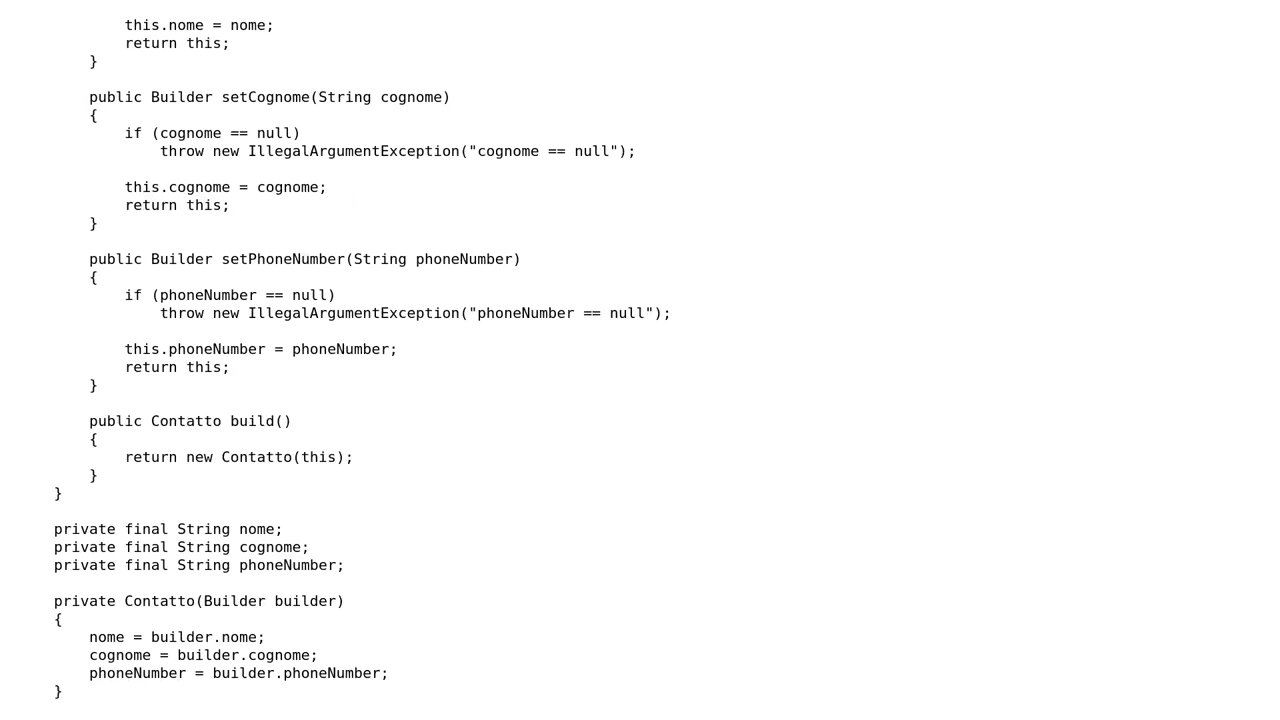 this.nome = nome;
return this;
}
public Builder setCognome(String cognome)
{
if (cognome == null)
throw new IllegalArgumentException("cognome == null");
this.cognome = cognome;
return this;
}
public Builder setPhoneNumber(String phoneNumber)
{
if (phoneNumber == null)
throw new IllegalArgumentException("phoneNumber == null");
this.phoneNumber = phoneNumber;
return this;
}
public Contatto build()
{
return new Contatto(this);
}
}
private final String nome;
private final String cognome;
private final String phoneNumber;
private Contatto(Builder builder)
{
nome = builder.nome;
cognome = builder.cognome;
phoneNumber = builder.phoneNumber;
}